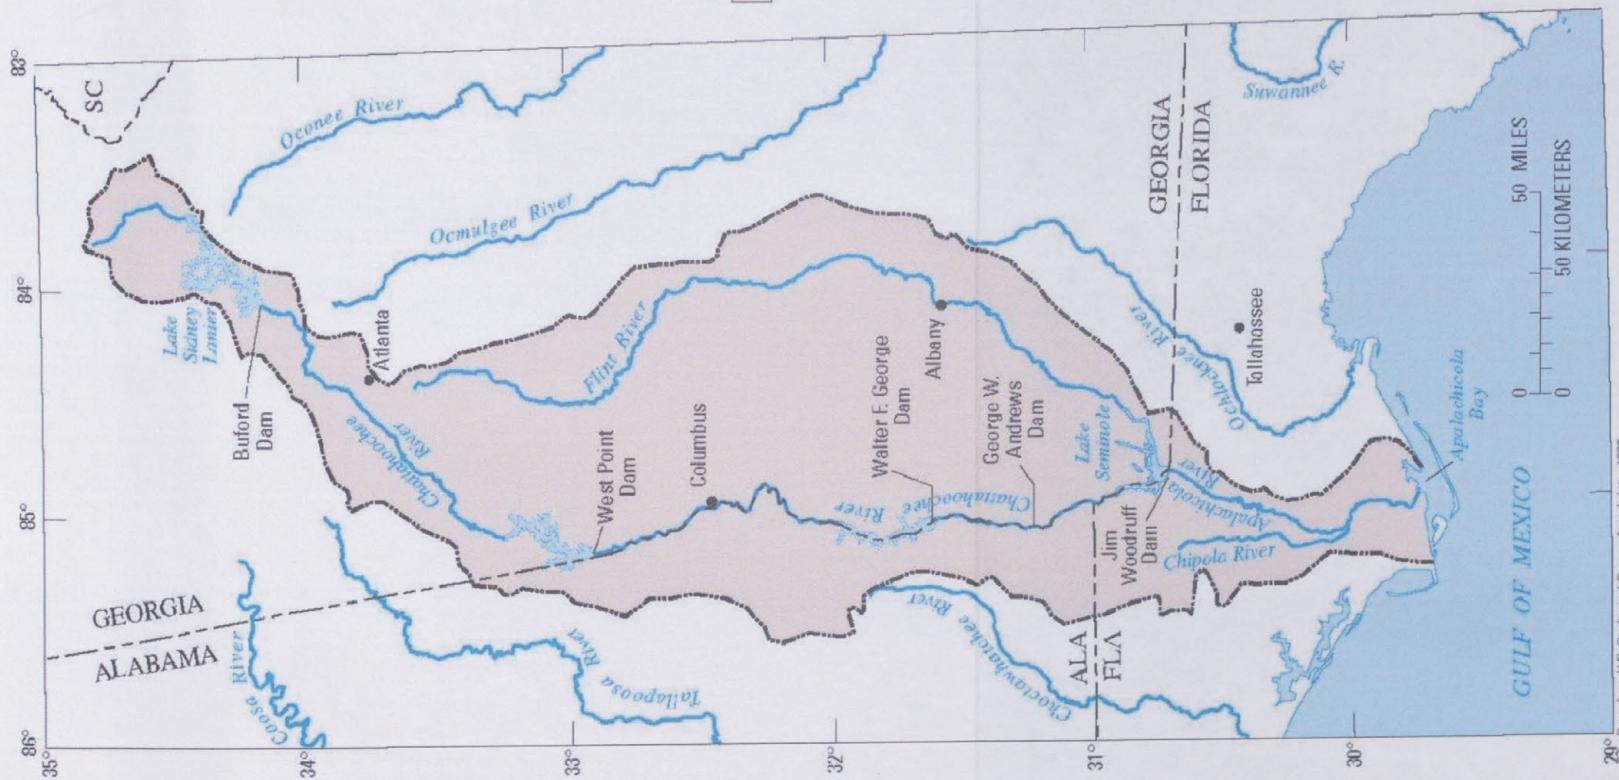 83°
84°
85°
86°
35°
34°
33°
32°
31°
30°
29°
SC
Oconee River
Ocmulgee River
Lake
Sidney
Lanier
Buford
Dam
Atlanta
Chattahoochee
River
Flint River
West Point
Dam
Columbus
GEORGIA
ALABAMA
Coosa River
Tallapoosa River
River
Chattahoochee
Walter F. George
Dam
Albany
George W.
Andrews
Dam
Lake
Seminole
Jim
Woodruff
Dam
Apalachicola River
Chipola River
Choctawhatchee River
ALA
FLA
GEORGIA
FLORIDA
Ochlocknee River
Tallahassee
Suwannee R.
Apalachicola
Bay
GULF OF MEXICO
0 50 MILES
0 50 KILOMETERS